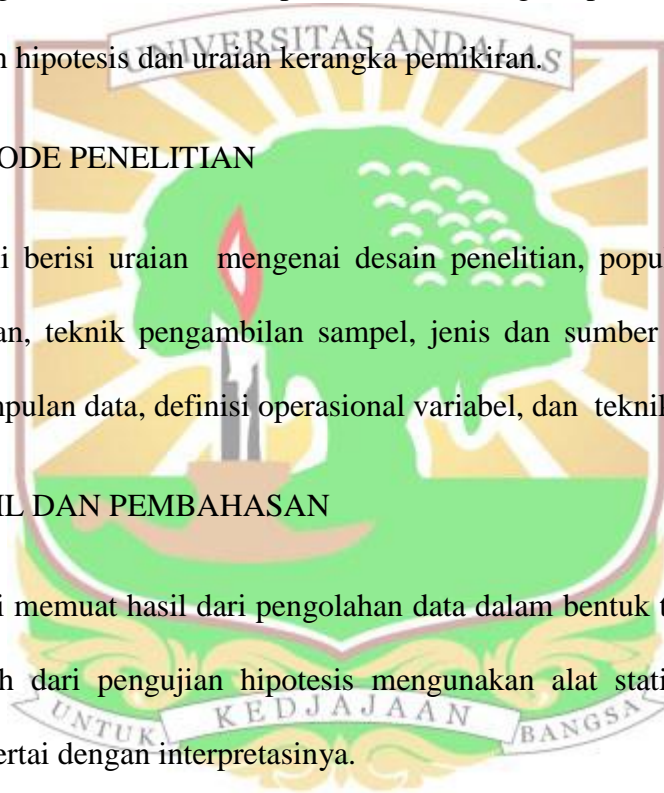 UNIVERSITAS ANDALAS
hipotesis dan uraian kerangka pemikiran.
ODE PENELITIAN
i berisi uraian mengenai desain penelitian, popu
an, teknik pengambilan sampel, jenis dan sumber
pulan data, definisi operasional variabel, dan teknik
IL DAN PEMBAHASAN
i memuat hasil dari pengolahan data dalam bentuk t
h dari pengujian hipotesis mengunakan alat stati
ertai dengan interpretasinya.
UNTUK KEDJAJAAN BANGSA